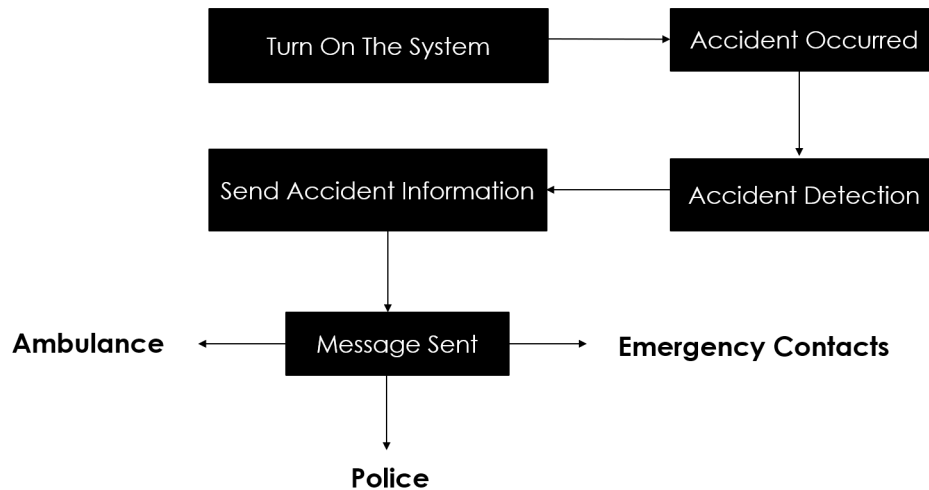 Turn On The System
Accident Occurred
Send Accident Information
Accident Detection
Ambulance
Message Sent
Emergency Contacts
Police